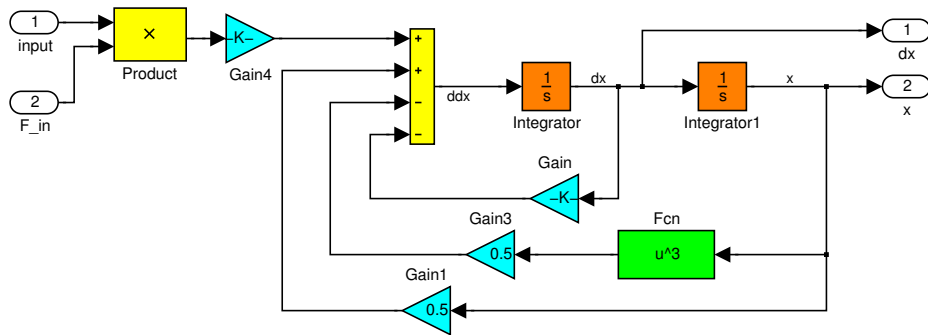 1
input
2
F_in
×
Product
–K–
Gain4
+
+
–
–
ddx
1
s
Integrator
dx
1
s
Integrator1
x
1
dx
2
x
Gain
–K–
Gain3
0.5
Fcn
u^3
Gain1
0.5